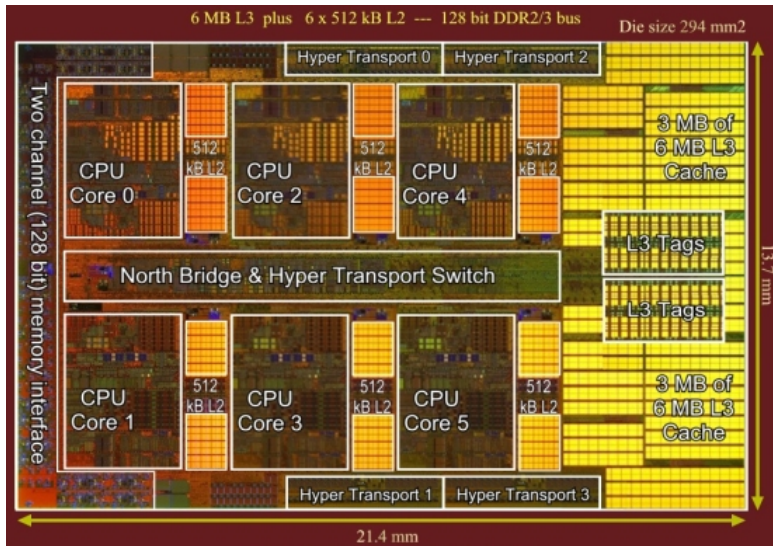 6 MB L3 plus 6 x 512 kB L2 --- 128 bit DDR2/3 bus
Die size 294 mm2
Hyper Transport 0
Hyper Transport 2
Two channel (128 bit) memory interface
CPU
Core 0
512
kB L2
CPU
Core 2
512
kB L2
CPU
Core 4
512
kB L2
3 MB of
6 MB L3
Cache
L3 Tags
North Bridge & Hyper Transport Switch
13.7 mm
L3 Tags
CPU
Core 1
512
kB L2
CPU
Core 3
512
kB L2
CPU
Core 5
512
kB L2
3 MB of
6 MB L3
Cache
Hyper Transport 1
Hyper Transport 3
21.4 mm